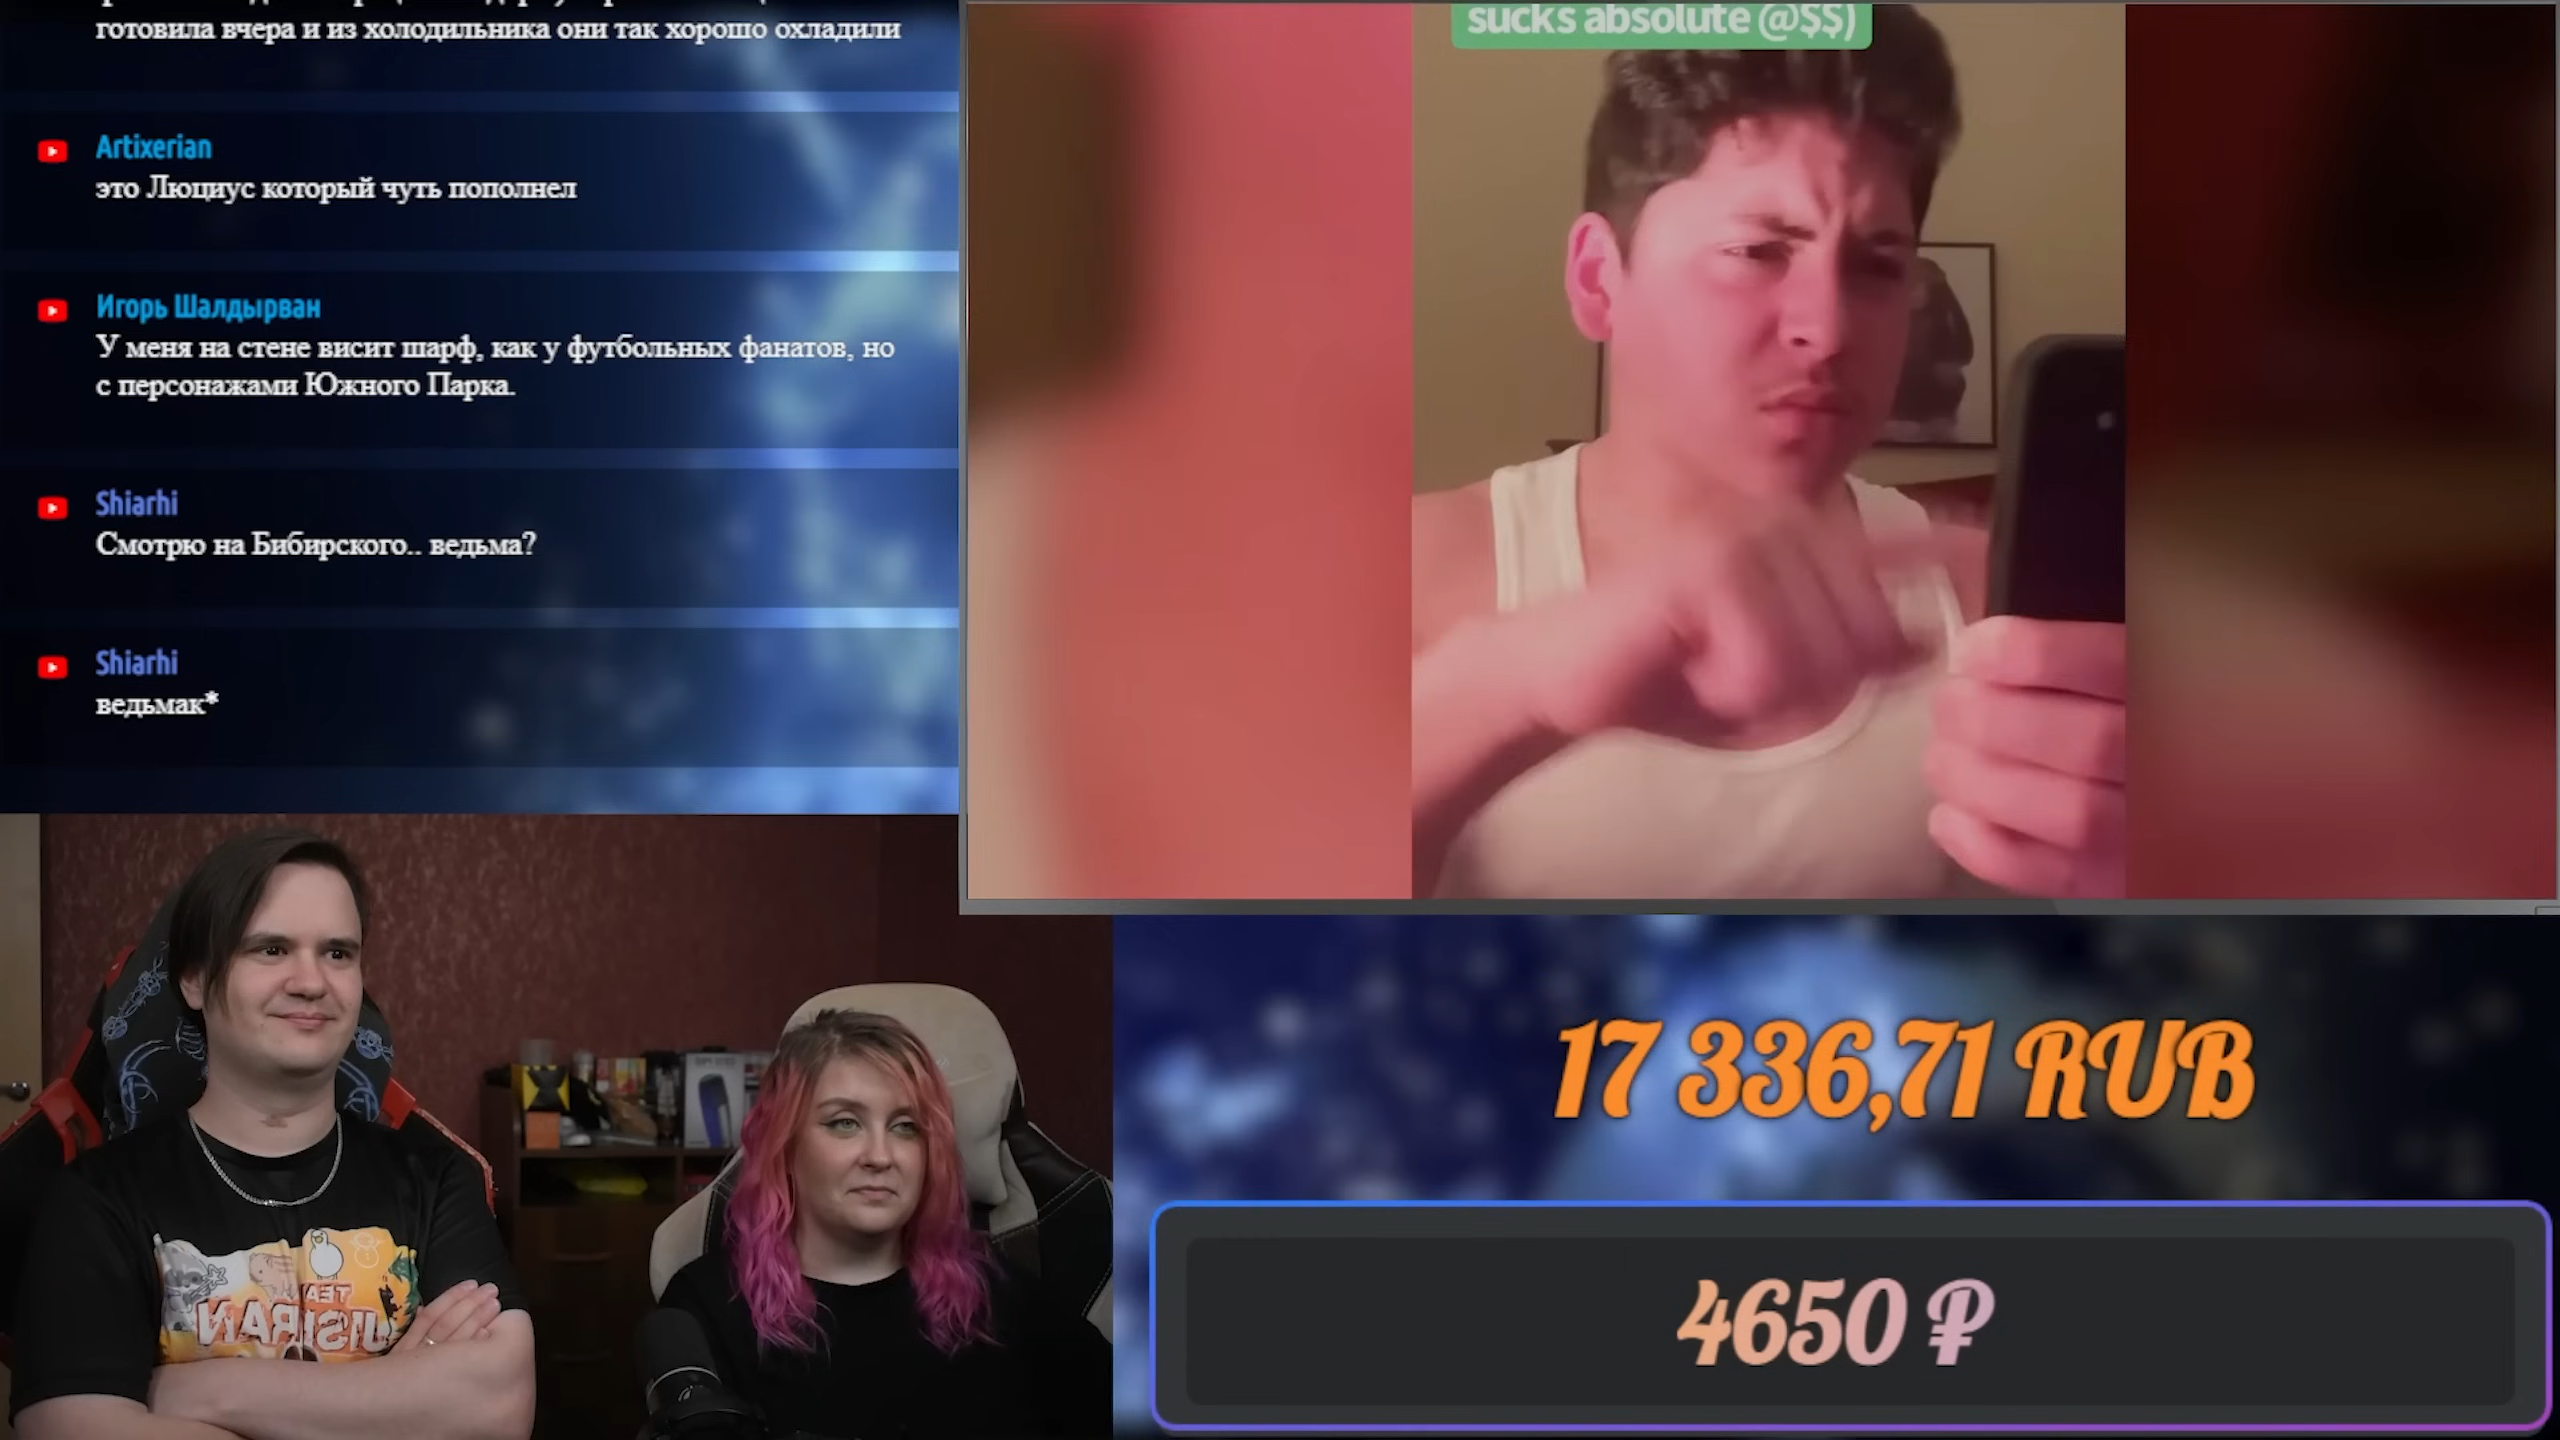 готовила вчера и из холодильника они так хорошо охладили
Artixerian
это Люциус который чуть пополнел
Игорь Шалдырван
У меня на стене висит шарф, как у футбольных фанатов, но
с персонажами Южного Парка.
Shiarhi
Смотрю на Бибирского.. ведьма?
Shiarhi
ведьмак*
sucks absolute @$$)
TEA
JISIRAN
17 336,71 RUB
4650 ₽